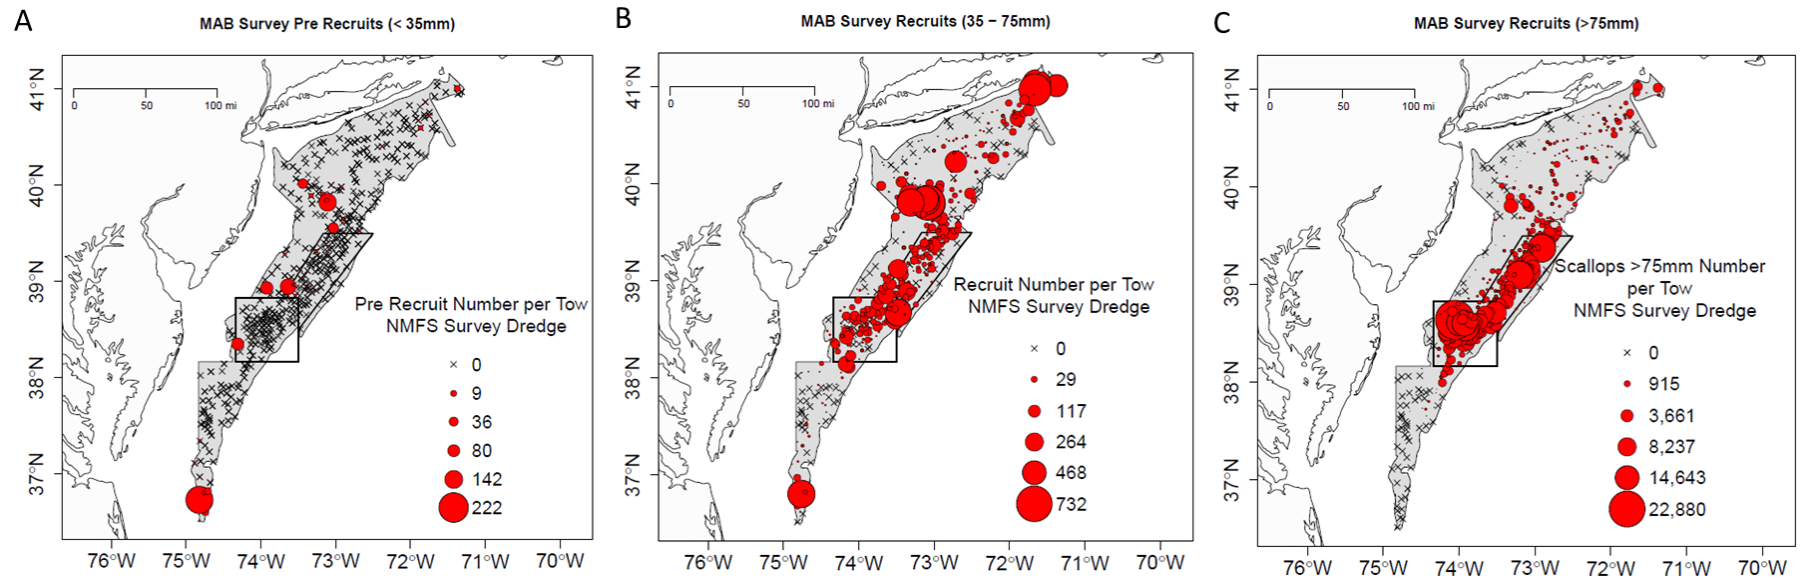 A
MAB Survey Pre Recruits (< 35mm)
0 50 100 mi
41°N
40°N
39°N
38°N
37°N
Pre Recruit Number per Tow
NMFS Survey Dredge
0
9
36
80
142
222
76°W 75°W 74°W 73°W 72°W 71°W 70°W
B
MAB Survey Recruits (35 – 75mm)
0 50 100 mi
41°N
40°N
39°N
38°N
37°N
Recruit Number per Tow
NMFS Survey Dredge
0
29
117
264
468
732
76°W 75°W 74°W 73°W 72°W 71°W 70°W
C
MAB Survey Recruits (>75mm)
0 50 100 mi
41°N
40°N
39°N
38°N
37°N
Scallops >75mm Number
per Tow
NMFS Survey Dredge
0
915
3,661
8,237
14,643
22,880
76°W 75°W 74°W 73°W 72°W 71°W 70°W